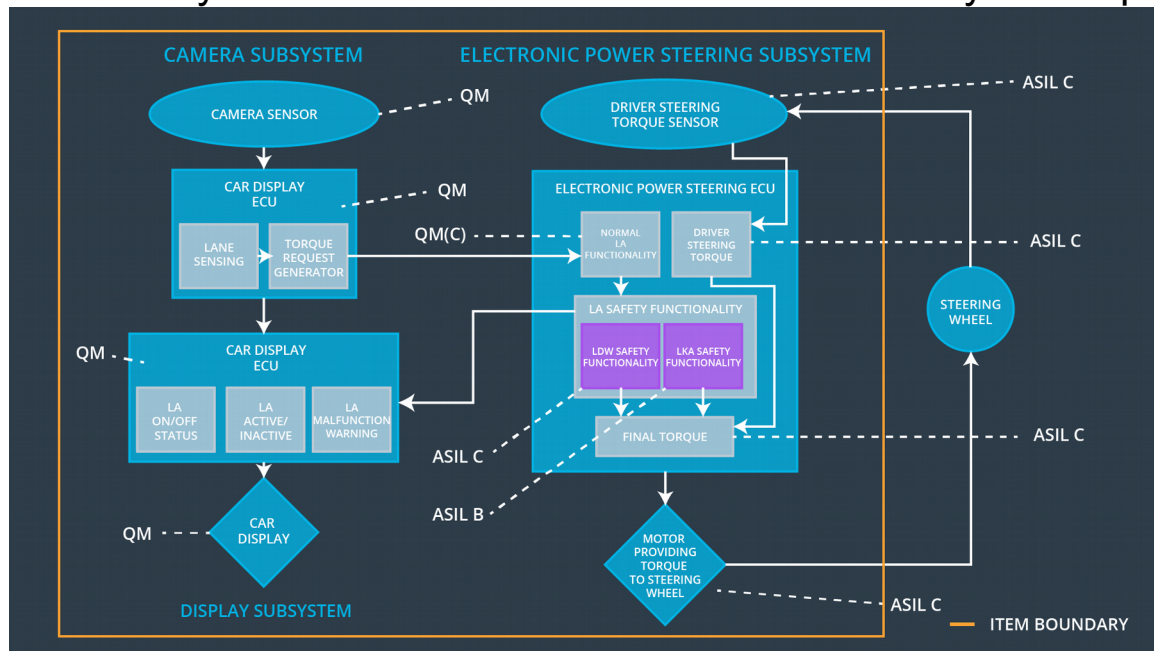 CAMERA SUBSYSTEM
ELECTRONIC POWER STEERING SUBSYSTEM
CAMERA SENSOR
QM
DRIVER STEERING
TORQUE SENSOR
ASIL C
CAR DISPLAY
ECU
QM
LANE
SENSING
TORQUE
REQUEST
GENERATOR
QM(C)
ELECTRONIC POWER STEERING ECU
NORMAL
LA
FUNCTIONALITY
DRIVER
STEERING
TORQUE
ASIL C
LA SAFETY FUNCTIONALITY
LDW SAFETY
FUNCTIONALITY
LKA SAFETY
FUNCTIONALITY
STEERING
WHEEL
QM
CAR DISPLAY
ECU
LA
ON/OFF
STATUS
LA
ACTIVE/
INACTIVE
LA
MALFUNCTION
WARNING
FINAL TORQUE
ASIL C
ASIL C
ASIL B
QM
CAR
DISPLAY
MOTOR
PROVIDING
TORQUE
TO STEERING
WHEEL
ASIL C
DISPLAY SUBSYSTEM
ITEM BOUNDARY